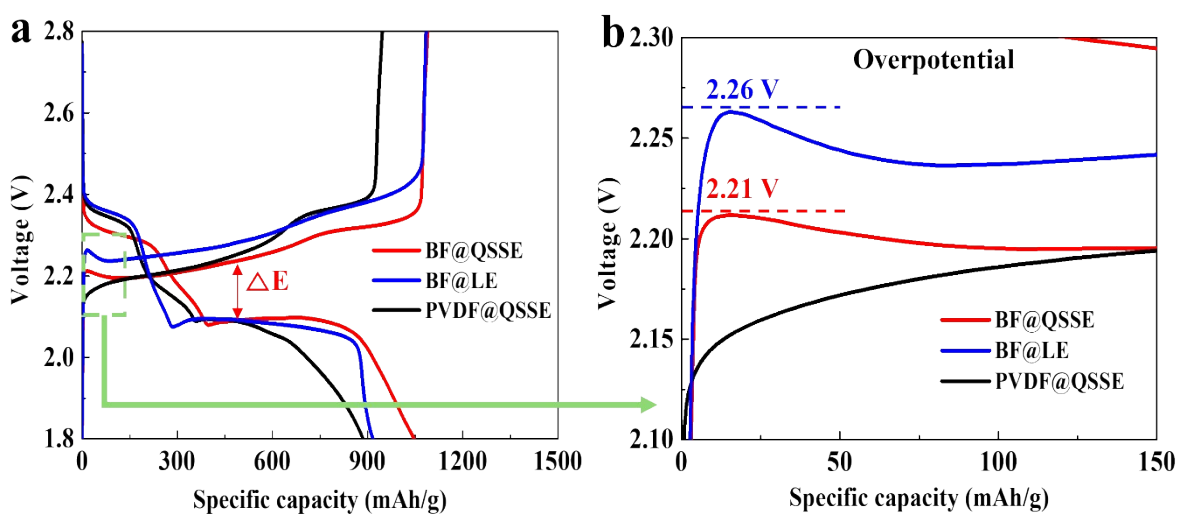 a
2.8
2.6
2.4
2.2
2.0
1.8
Voltage (V)
BF@QSSE
BF@LE
PVDF@QSSE
△E
0 300 600 900 1200 1500
Specific capacity (mAh/g)
b
Overpotential
2.30
2.25
2.20
2.15
2.10
Voltage (V)
2.26 V
2.21 V
BF@QSSE
BF@LE
PVDF@QSSE
0 50 100 150
Specific capacity (mAh/g)